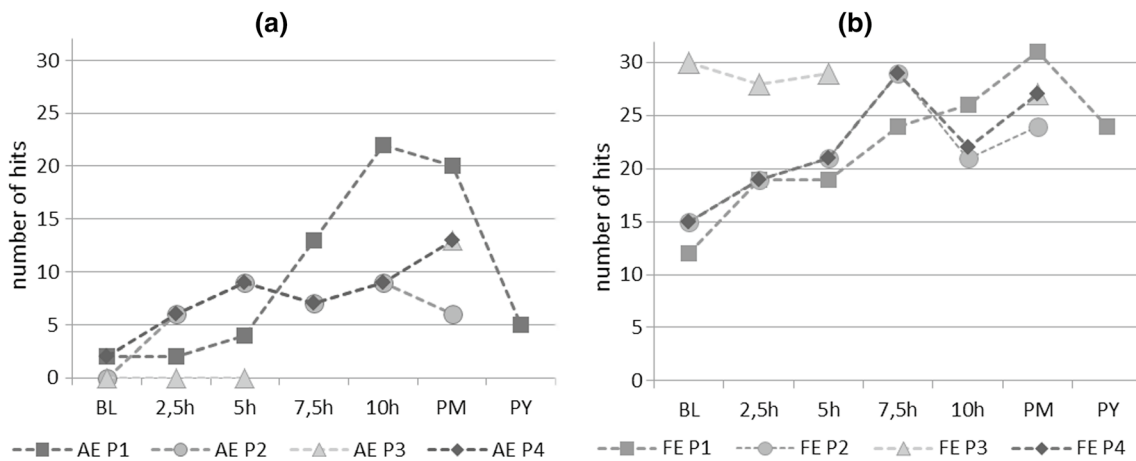 (a)
number of hits
30
25
20
15
10
5
0
BL 2,5h 5h 7,5h 10h PM PY
AE P1 AE P2 AE P3 AE P4
(b)
number of hits
30
25
20
15
10
5
0
BL 2,5h 5h 7,5h 10h PM PY
FE P1 FE P2 FE P3 FE P4